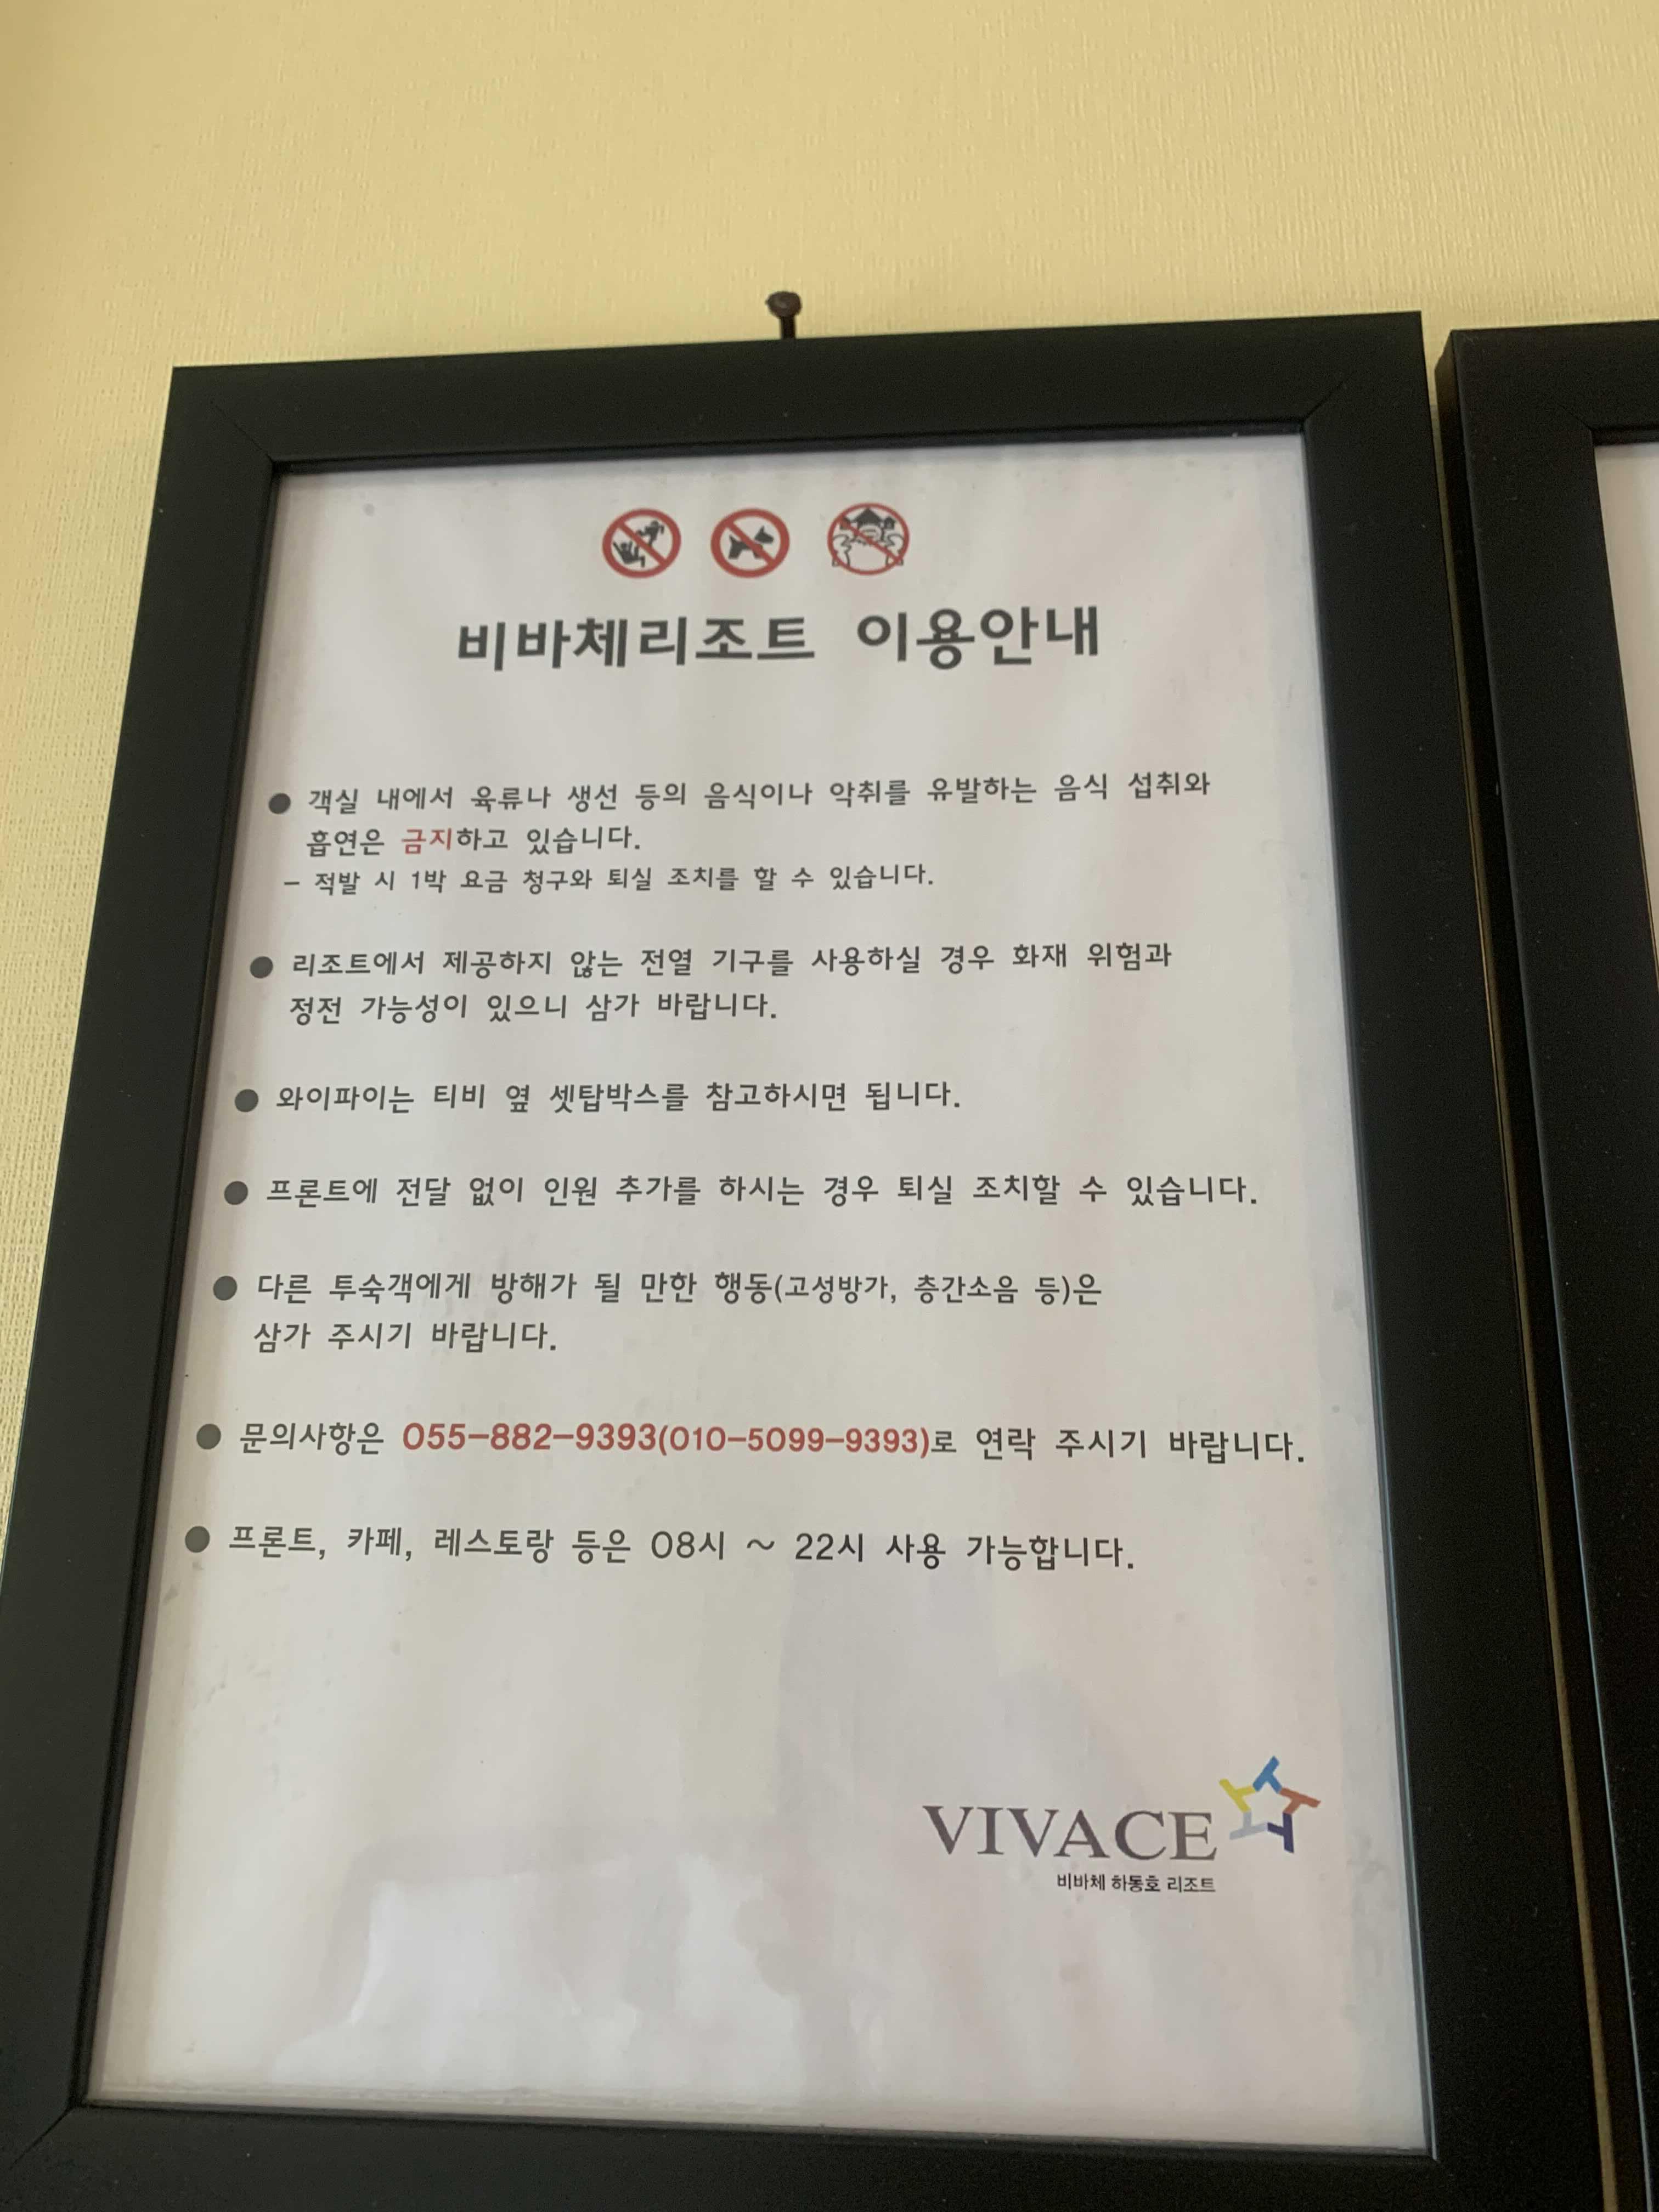 비바체리조트 이용안내
● 객실 내에서 육류나 생선 등의 음식이나 악취를 유발하는 음식 섭취와
흡연은 금지하고 있습니다.
- 적발 시 1박 요금 청구와 퇴실 조치를 할 수 있습니다.
● 리조트에서 제공하지 않는 전열 기구를 사용하실 경우 화재 위험과
정전 가능성이 있으니 삼가 바랍니다.
● 와이파이는 티비 옆 셋탑박스를 참고하시면 됩니다.
● 프론트에 전달 없이 인원 추가를 하시는 경우 퇴실 조치할 수 있습니다.
● 다른 투숙객에게 방해가 될 만한 행동(고성방가, 층간소음 등)은
삼가 주시기 바랍니다.
● 문의사항은 055-882-9393(010-5099-9393)로 연락 주시기 바랍니다.
● 프론트, 카페, 레스토랑 등은 08시 ~ 22시 사용 가능합니다.
VIVACE
비바체 하동호 리조트